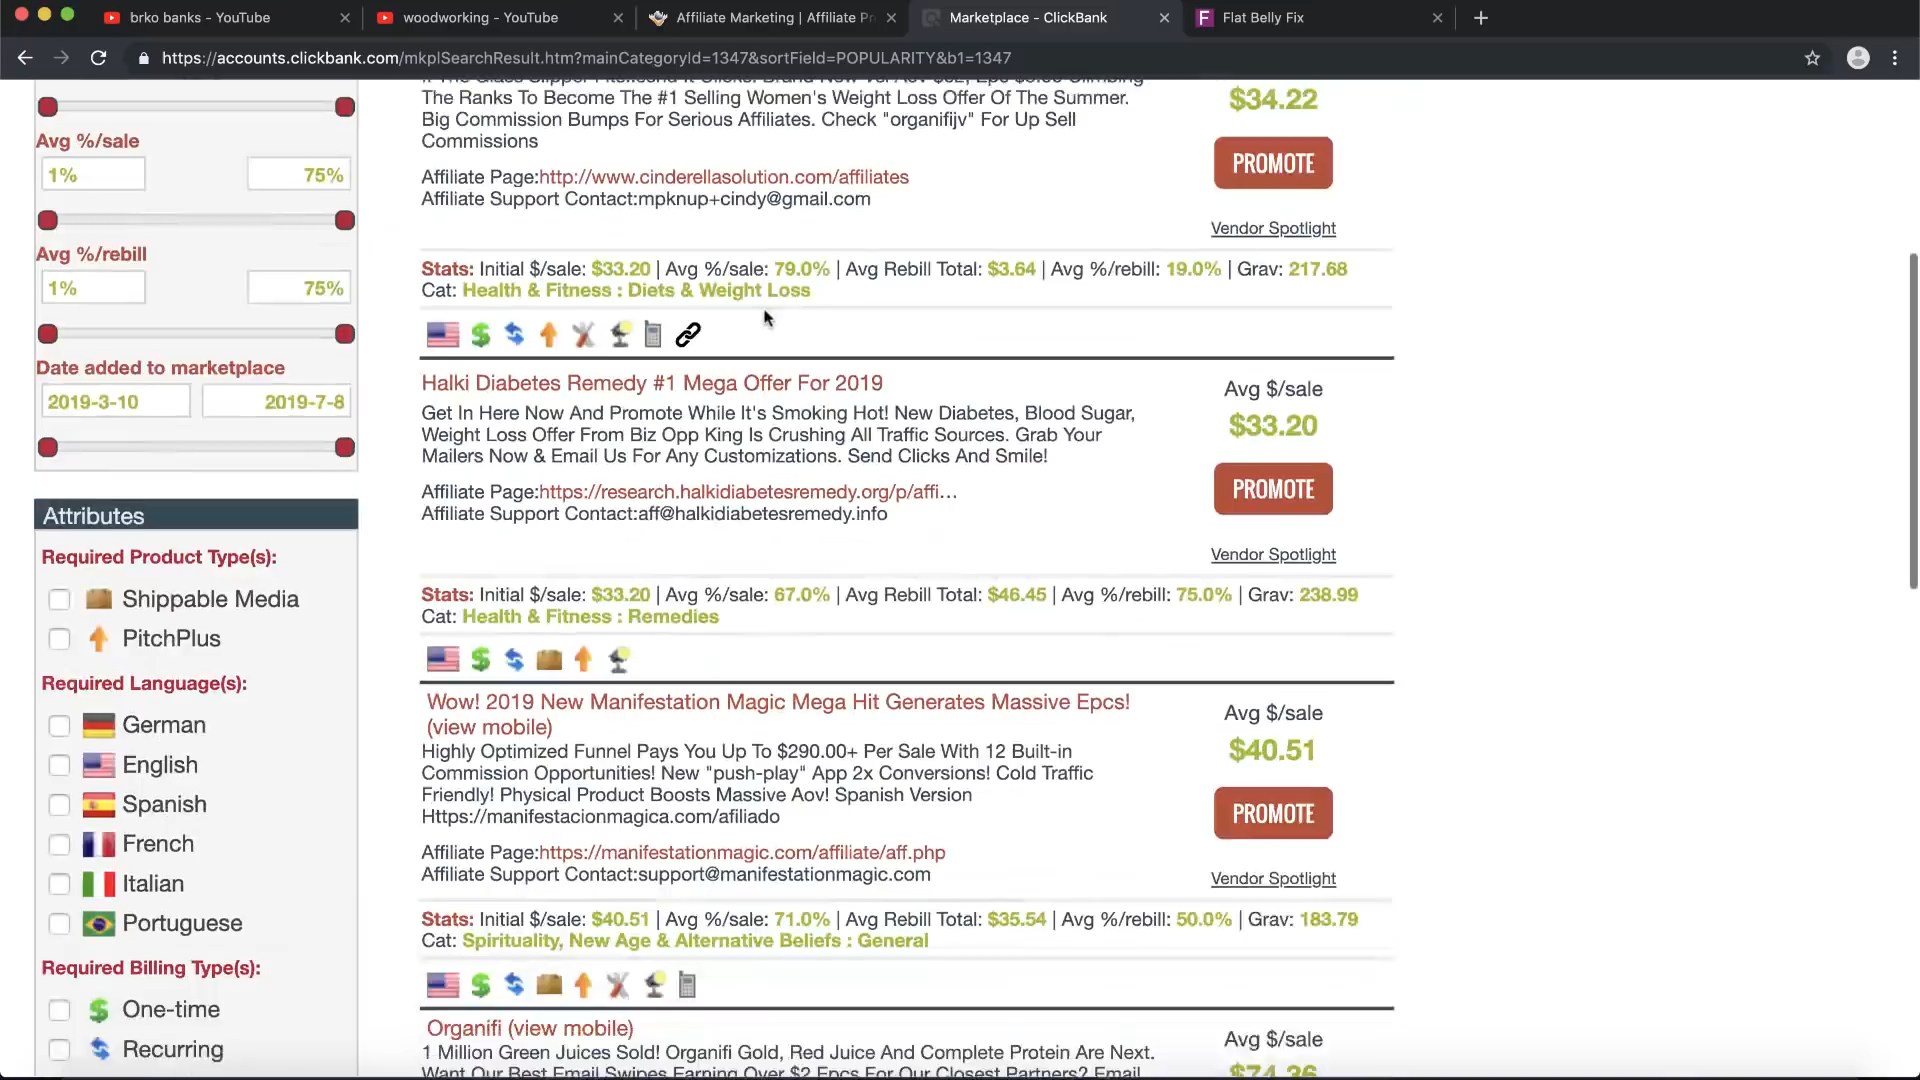 brko banks - YouTube
woodworking - YouTube
Affiliate Marketing | Affiliate Pr
Marketplace - ClickBank
Flat Belly Fix
https://accounts.clickbank.com/mkplSearchResult.htm?mainCategoryId=1347&sortField=POPULARITY&b1=1347
Avg %/sale
1%
75%
Avg %/rebill
1%
75%
Date added to marketplace
2019-3-10
2019-7-8
Attributes
Required Product Type(s):
Shippable Media
PitchPlus
Required Language(s):
German
English
Spanish
French
Italian
Portuguese
Required Billing Type(s):
One-time
Recurring
The Ranks To Become The #1 Selling Women's Weight Loss Offer Of The Summer.
Big Commission Bumps For Serious Affiliates. Check "organifijv" For Up Sell
Commissions
Affiliate Page:http://www.cinderellasolution.com/affiliates
Affiliate Support Contact:mpknup+cindy@gmail.com
$34.22
PROMOTE
Vendor Spotlight
Stats: Initial $/sale: $33.20 | Avg %/sale: 79.0% | Avg Rebill Total: $3.64 | Avg %/rebill: 19.0% | Grav: 217.68
Cat: Health & Fitness : Diets & Weight Loss
Halki Diabetes Remedy #1 Mega Offer For 2019
Get In Here Now And Promote While It's Smoking Hot! New Diabetes, Blood Sugar,
Weight Loss Offer From Biz Opp King Is Crushing All Traffic Sources. Grab Your
Mailers Now & Email Us For Any Customizations. Send Clicks And Smile!
Affiliate Page:https://research.halkidiabetesremedy.org/p/affi...
Affiliate Support Contact:aff@halkidiabetesremedy.info
Avg $/sale
$33.20
PROMOTE
Vendor Spotlight
Stats: Initial $/sale: $33.20 | Avg %/sale: 67.0% | Avg Rebill Total: $46.45 | Avg %/rebill: 75.0% | Grav: 238.99
Cat: Health & Fitness : Remedies
Wow! 2019 New Manifestation Magic Mega Hit Generates Massive Epcs!
(view mobile)
Highly Optimized Funnel Pays You Up To $290.00+ Per Sale With 12 Built-in
Commission Opportunities! New "push-play" App 2x Conversions! Cold Traffic
Friendly! Physical Product Boosts Massive Aov! Spanish Version
Https://manifestacionmagica.com/afiliado
Affiliate Page:https://manifestationmagic.com/affiliate/aff.php
Affiliate Support Contact:support@manifestationmagic.com
Avg $/sale
$40.51
PROMOTE
Vendor Spotlight
Stats: Initial $/sale: $40.51 | Avg %/sale: 71.0% | Avg Rebill Total: $35.54 | Avg %/rebill: 50.0% | Grav: 183.79
Cat: Spirituality, New Age & Alternative Beliefs : General
Organifi (view mobile)
1 Million Green Juices Sold! Organifi Gold, Red Juice And Complete Protein Are Next.
Want Our Best Email Swipes Earning Over $2 Epcs For Our Closest Partners? Email
Avg $/sale
$74.36